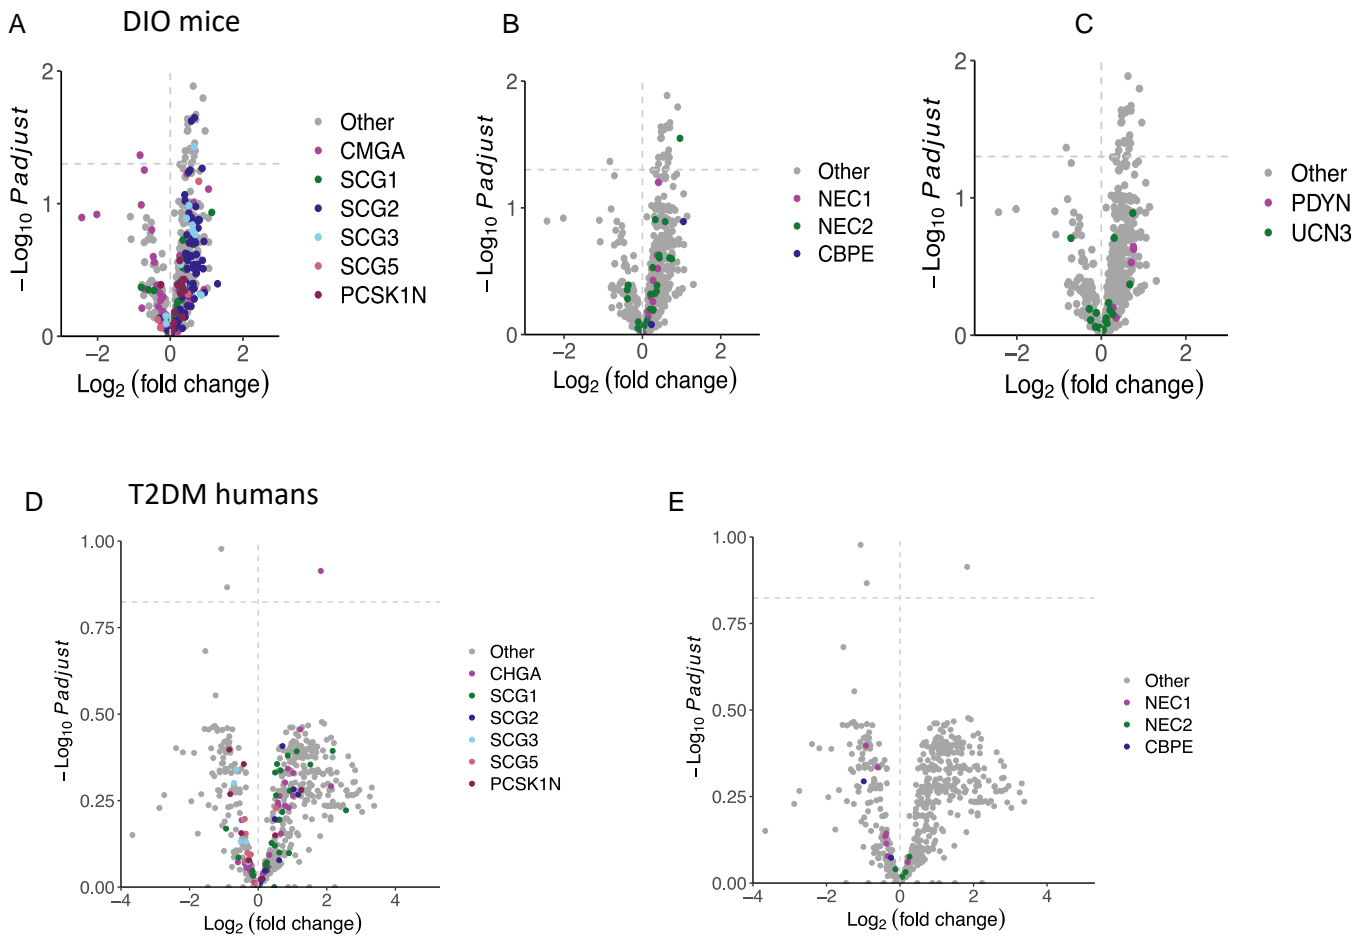 A
DIO mice
−Log10 Padjust
2
1
0
−2
0
2
Log2 (fold change)
Other
CMGA
SCG1
SCG2
SCG3
SCG5
PCSK1N
B
−Log10 Padjust
2
1
0
−2
0
2
Log2 (fold change)
Other
NEC1
NEC2
CBPE
C
−Log10 Padjust
2
1
0
−2
0
2
Log2 (fold change)
Other
PDYN
UCN3
D
T2DM humans
−Log10 Padjust
1.00
0.75
0.50
0.25
0.00
−4
−2
0
2
4
Log2 (fold change)
Other
CHGA
SCG1
SCG2
SCG3
SCG5
PCSK1N
E
−Log10 Padjust
1.00
0.75
0.50
0.25
0.00
−4
−2
0
2
4
Log2 (fold change)
Other
NEC1
NEC2
CBPE